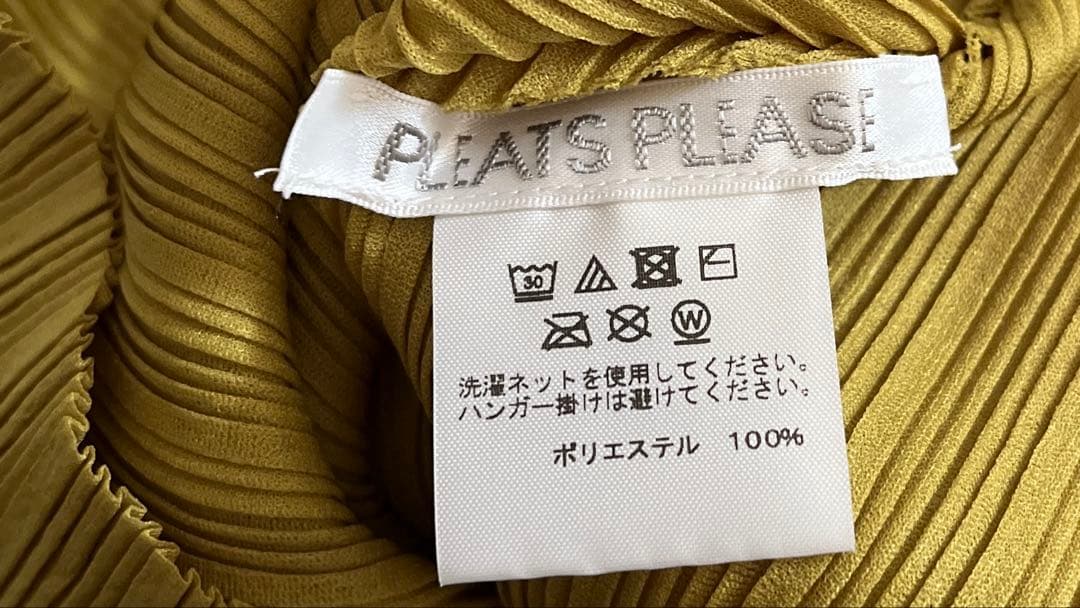 PLEATS PLEASE
30
W
洗濯ネットを使用してください。
ハンガー掛けは避けてください。
ポリエステル 100%